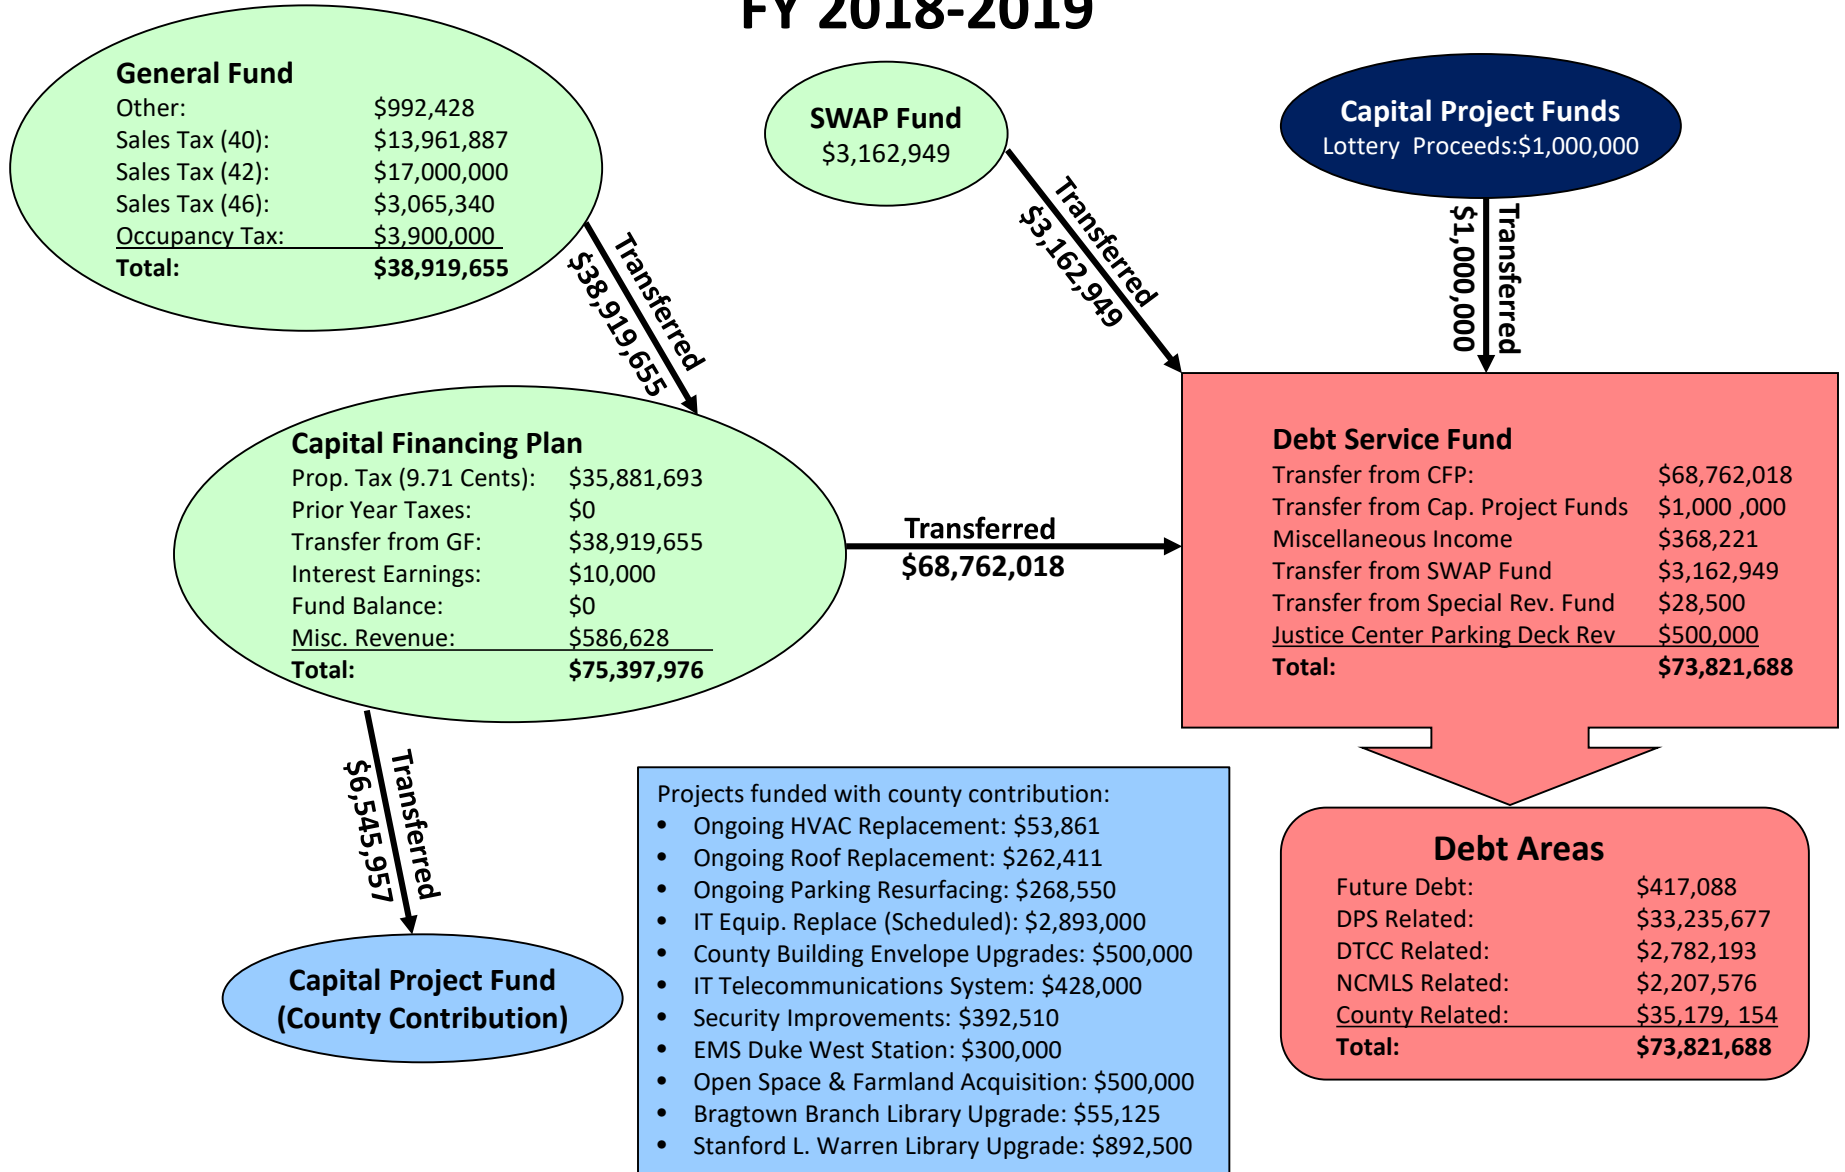 FY 2018-2019
General Fund
Other: $992,428
Sales Tax (40): $13,961,887
Sales Tax (42): $17,000,000
Sales Tax (46): $3,065,340
Occupancy Tax: $3,900,000
Total: $38,919,655
SWAP Fund
$3,162,949
Capital Project Funds
Lottery Proceeds:$1,000,000
Transferred
$38,919,655
Transferred
$3,162,949
Transferred
$1,000,000
Capital Financing Plan
Prop. Tax (9.71 Cents): $35,881,693
Prior Year Taxes: $0
Transfer from GF: $38,919,655
Interest Earnings: $10,000
Fund Balance: $0
Misc. Revenue: $586,628
Total: $75,397,976
Transferred
$68,762,018
Debt Service Fund
Transfer from CFP: $68,762,018
Transfer from Cap. Project Funds $1,000 ,000
Miscellaneous Income $368,221
Transfer from SWAP Fund $3,162,949
Transfer from Special Rev. Fund $28,500
Justice Center Parking Deck Rev $500,000
Total: $73,821,688
Transferred
$6,545,957
Capital Project Fund
(County Contribution)
Projects funded with county contribution:
• Ongoing HVAC Replacement: $53,861
• Ongoing Roof Replacement: $262,411
• Ongoing Parking Resurfacing: $268,550
• IT Equip. Replace (Scheduled): $2,893,000
• County Building Envelope Upgrades: $500,000
• IT Telecommunications System: $428,000
• Security Improvements: $392,510
• EMS Duke West Station: $300,000
• Open Space & Farmland Acquisition: $500,000
• Bragtown Branch Library Upgrade: $55,125
• Stanford L. Warren Library Upgrade: $892,500
Debt Areas
Future Debt: $417,088
DPS Related: $33,235,677
DTCC Related: $2,782,193
NCMLS Related: $2,207,576
County Related: $35,179, 154
Total: $73,821,688